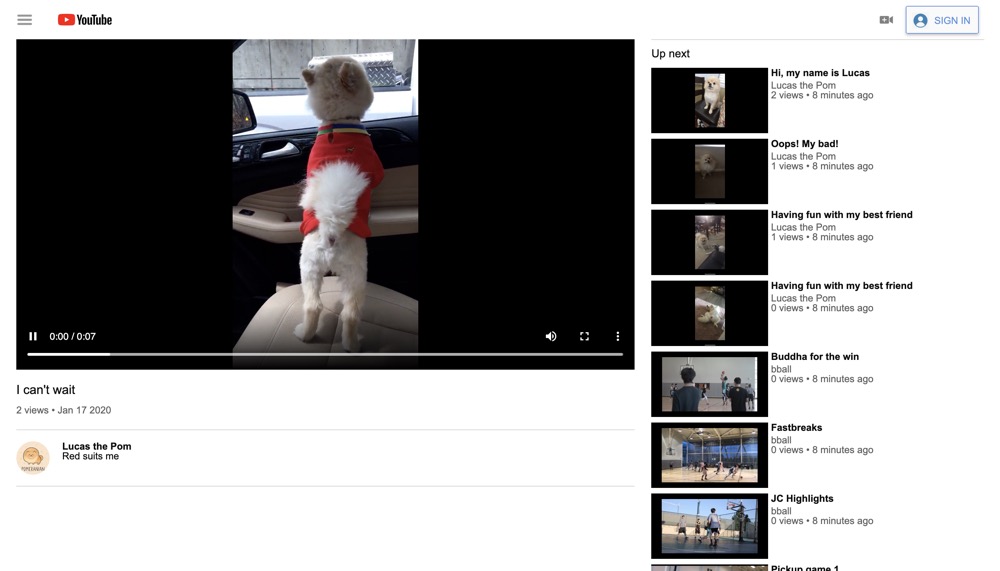 YouTube
SIGN IN
0:00 / 0:07
I can't wait
2 views • Jan 17 2020
POMERANIAN
Lucas the Pom
Red suits me
Up next
Hi, my name is Lucas
Lucas the Pom
2 views • 8 minutes ago
Oops! My bad!
Lucas the Pom
1 views • 8 minutes ago
Having fun with my best friend
Lucas the Pom
1 views • 8 minutes ago
Having fun with my best friend
Lucas the Pom
0 views • 8 minutes ago
Buddha for the win
bball
0 views • 8 minutes ago
Fastbreaks
bball
0 views • 8 minutes ago
JC Highlights
bball
0 views • 8 minutes ago
Pickup game 1